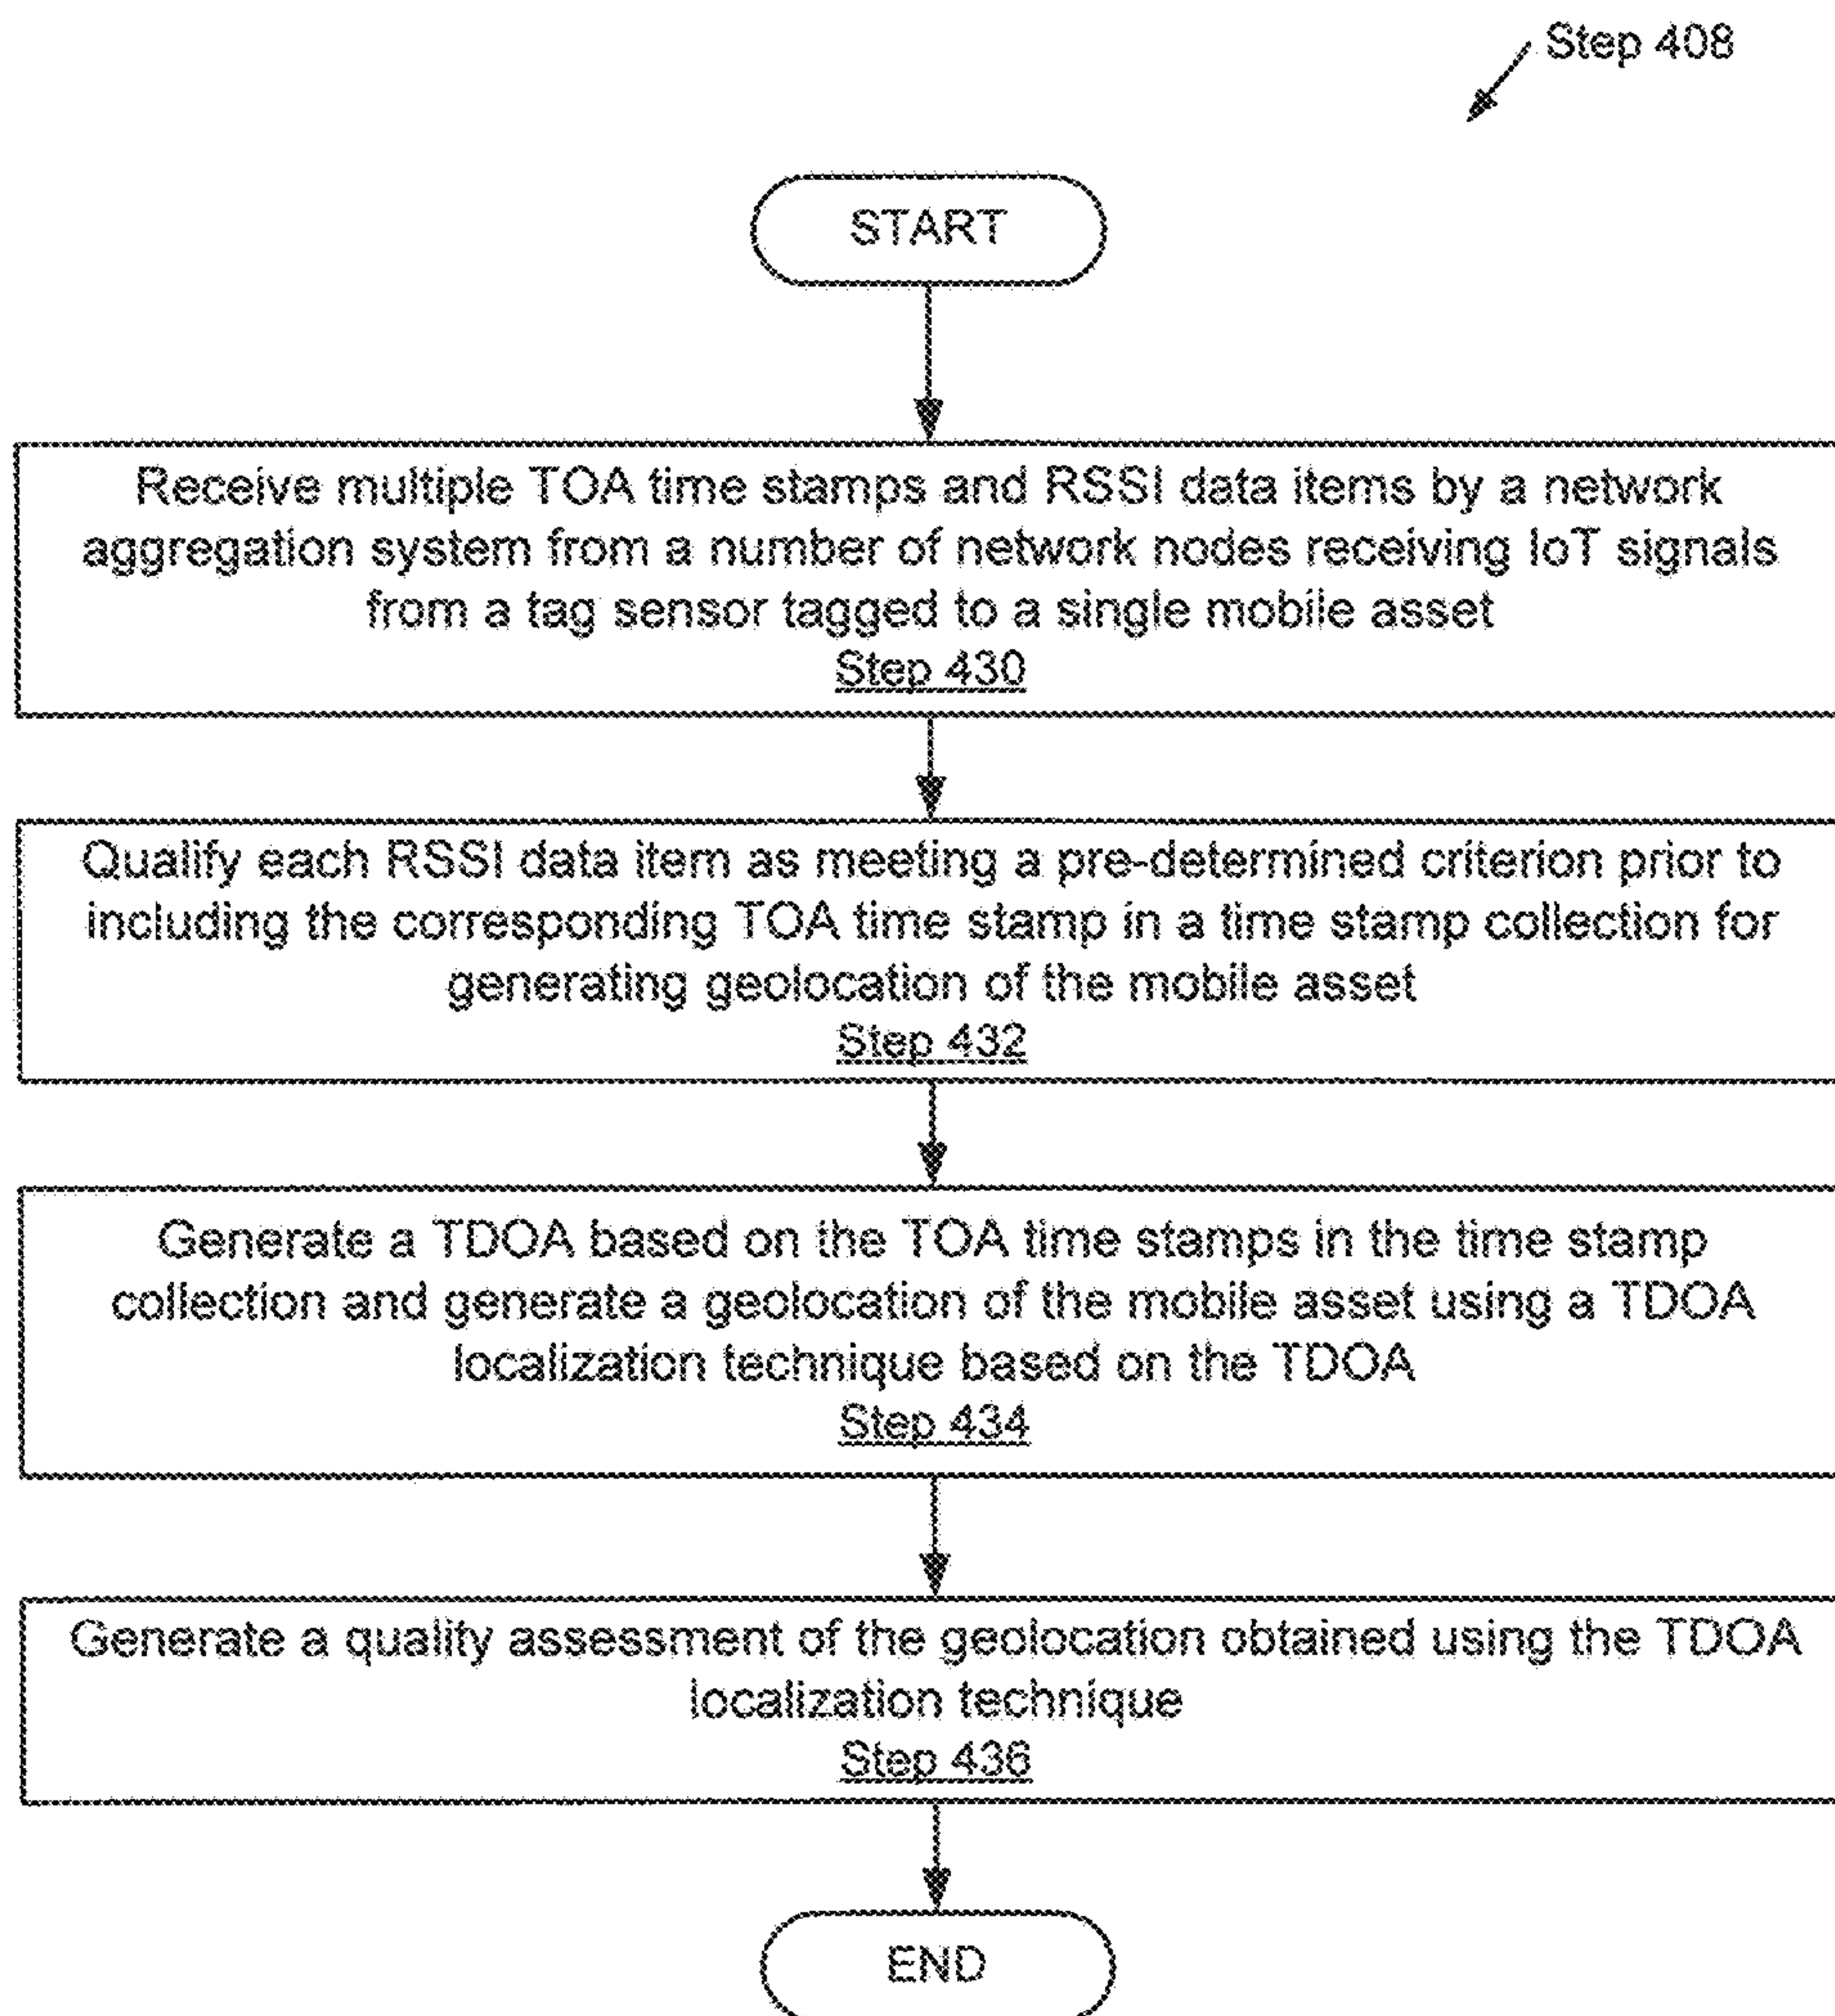 Step 408
START
Receive multiple TOA time stamps and RSSI data items by a network
aggregation system from a number of network nodes receiving IoT signals
from a tag sensor tagged to a single mobile asset
Step 430
Qualify each RSSI data item as meeting a pre-determined criterion prior to
including the corresponding TOA time stamp in a time stamp collection for
generating geolocation of the mobile asset
Step 432
Generate a TDOA based on the TOA time stamps in the time stamp
collection and generate a geolocation of the mobile asset using a TDOA
localization technique based on the TDOA
Step 434
Generate a quality assessment of the geolocation obtained using the TDOA
localization technique
Step 436
END